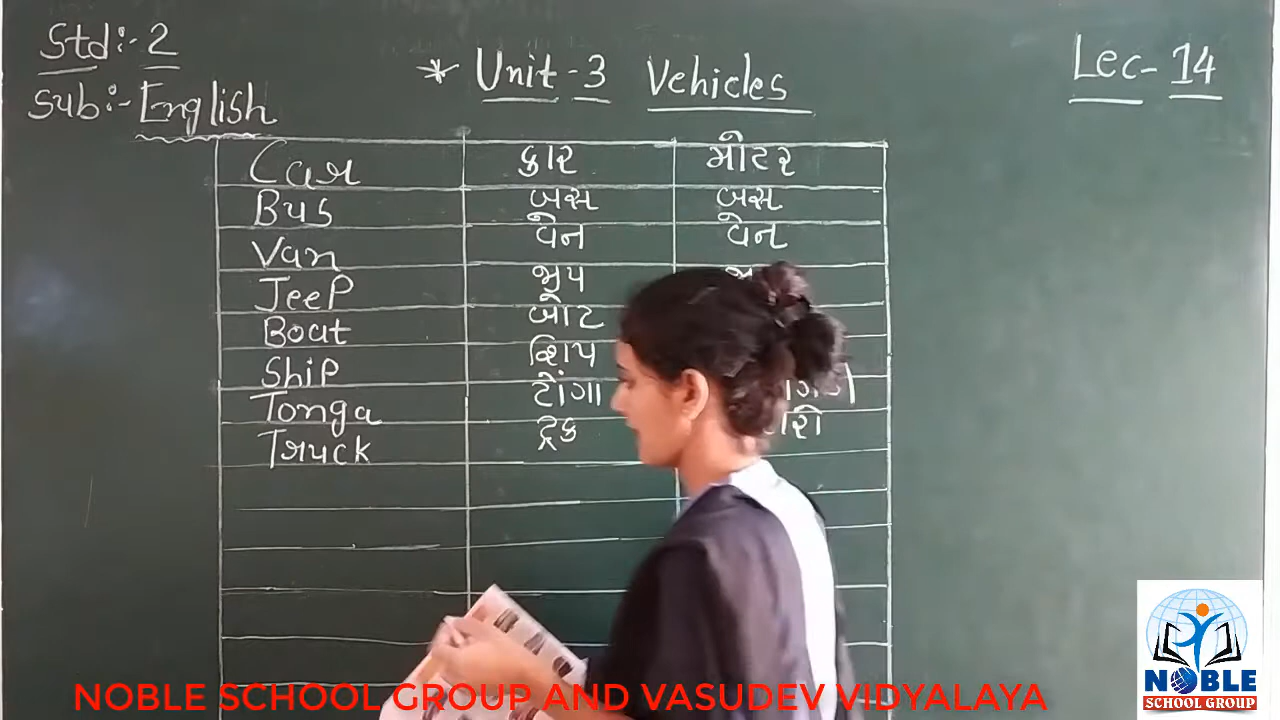 Std:- 2
* Unit - 3 Vehicles
Lec- 14
Sub:- English
Car કાર મોટર
Bus બસ બસ
Van વેન વેન
JeeP જીપ
Boat બોટ
ShiP શિપ
Tonga ટોંગા
Truck ટ્રક
NOBLE SCHOOL GROUP AND VASUDEV VIDYALAYA
NOBLE
SCHOOL GROUP